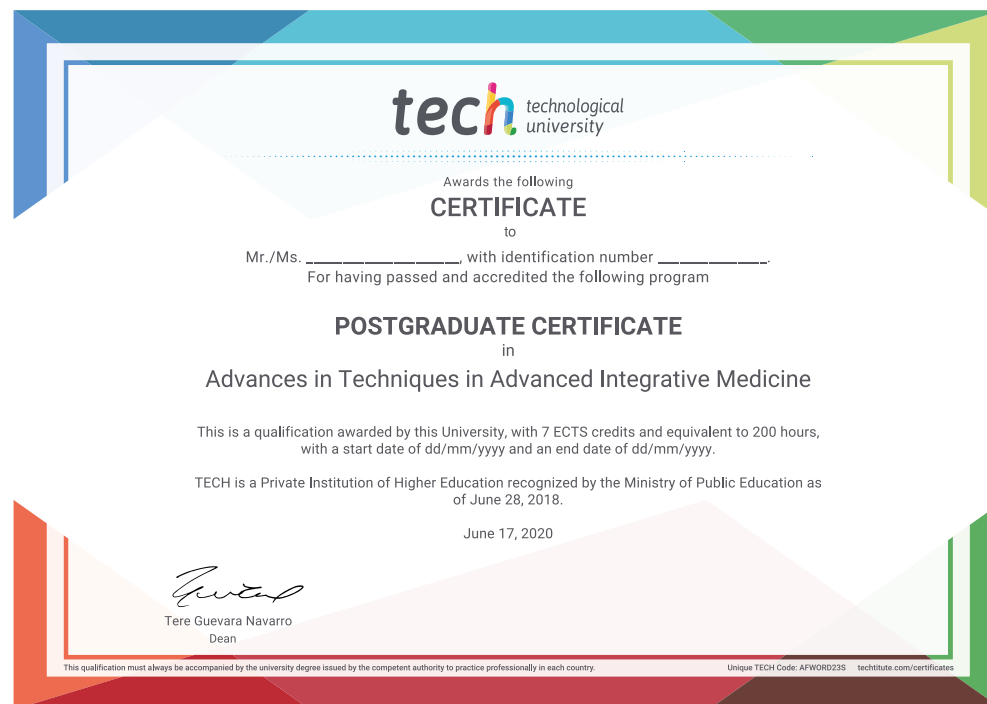 tech technological
university
Awards the following
CERTIFICATE
to
Mr./Ms. ____________________, with identification number ______________.
For having passed and accredited the following program
POSTGRADUATE CERTIFICATE
in
Advances in Techniques in Advanced Integrative Medicine
This is a qualification awarded by this University, with 7 ECTS credits and equivalent to 200 hours,
with a start date of dd/mm/yyyy and an end date of dd/mm/yyyy.
TECH is a Private Institution of Higher Education recognized by the Ministry of Public Education as
of June 28, 2018.
June 17, 2020
Tere Guevara Navarro
Dean
This qualification must always be accompanied by the university degree issued by the competent authority to practice professionally in each country.
Unique TECH Code: AFWORD23S techtitute.com/certificates